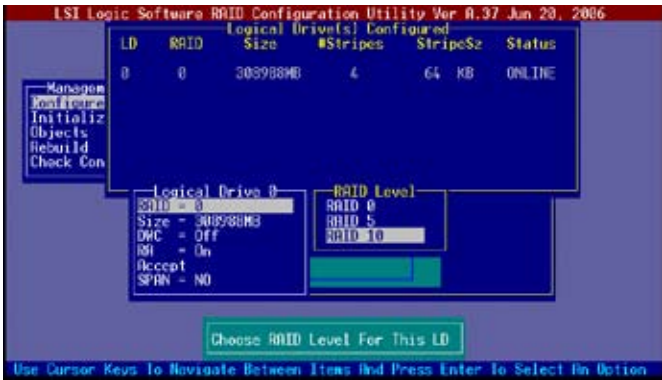 LSI Logic Software RAID Configuration Utility Ver A.37 Jun 20, 2006
Logical Drive(s) Configured
LD RAID Size #Stripes StripeSz Status
0 0 308988MB 4 64 KB ONLINE
Managem
Configure
Initializ
Objects
Rebuild
Check Con
Logical Drive 0
RAID = 0
Size = 308988MB
DWC = Off
RA = On
Accept
SPAN = NO
RAID Level
RAID 0
RAID 5
RAID 10
Choose RAID Level For This LD
Use Cursor Keys To Navigate Between Items And Press Enter To Select An Option